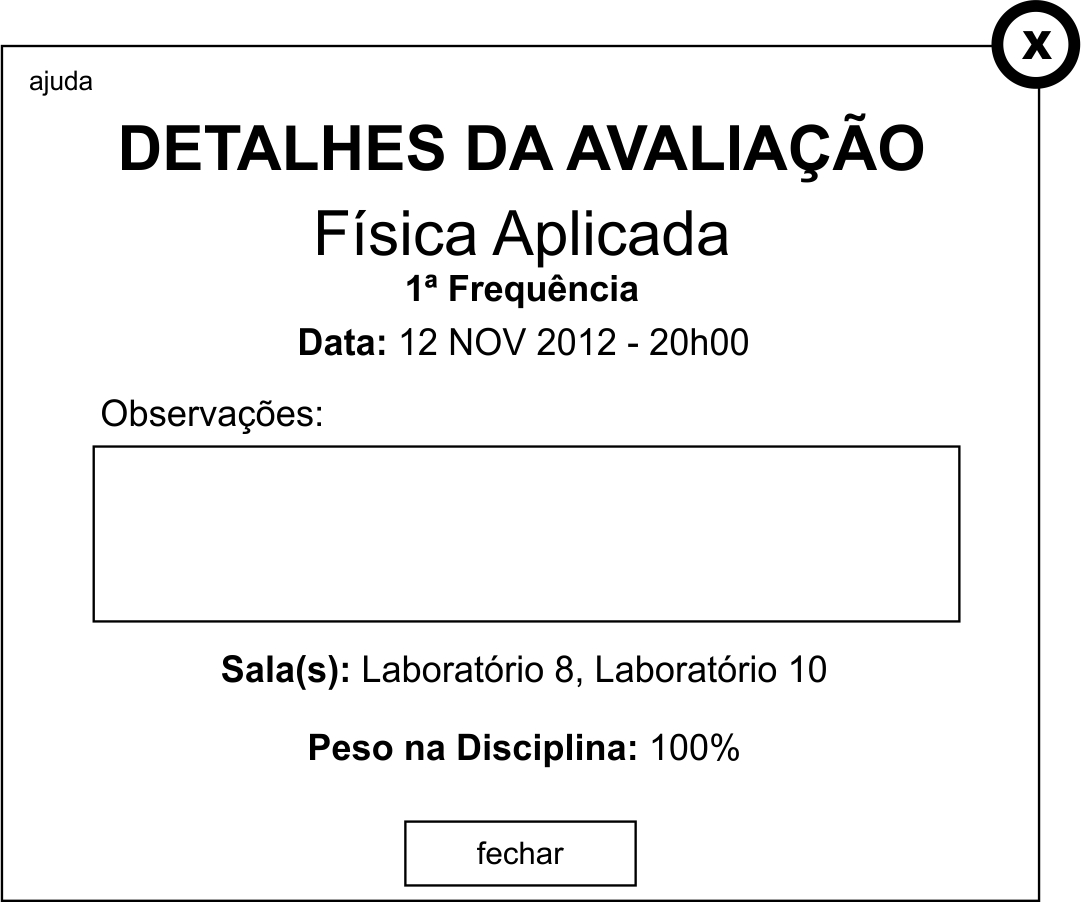 X
ajuda
DETALHES DA AVALIAÇÃO
Física Aplicada
1ª Frequência
Data: 12 NOV 2012 - 20h00
Observações:
Sala(s): Laboratório 8, Laboratório 10
Peso na Disciplina: 100%
fechar